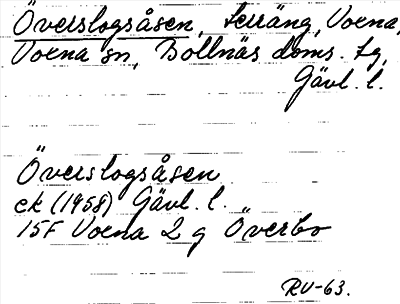 Överslogsåsen, terräng, Voxna,
Voxna sn, Bollnäs doms. tg,
Gävl. l.
Överslogsåsen
ek (1958) Gävl. l.
15F Voxna 2 g Överbo
RV-63.